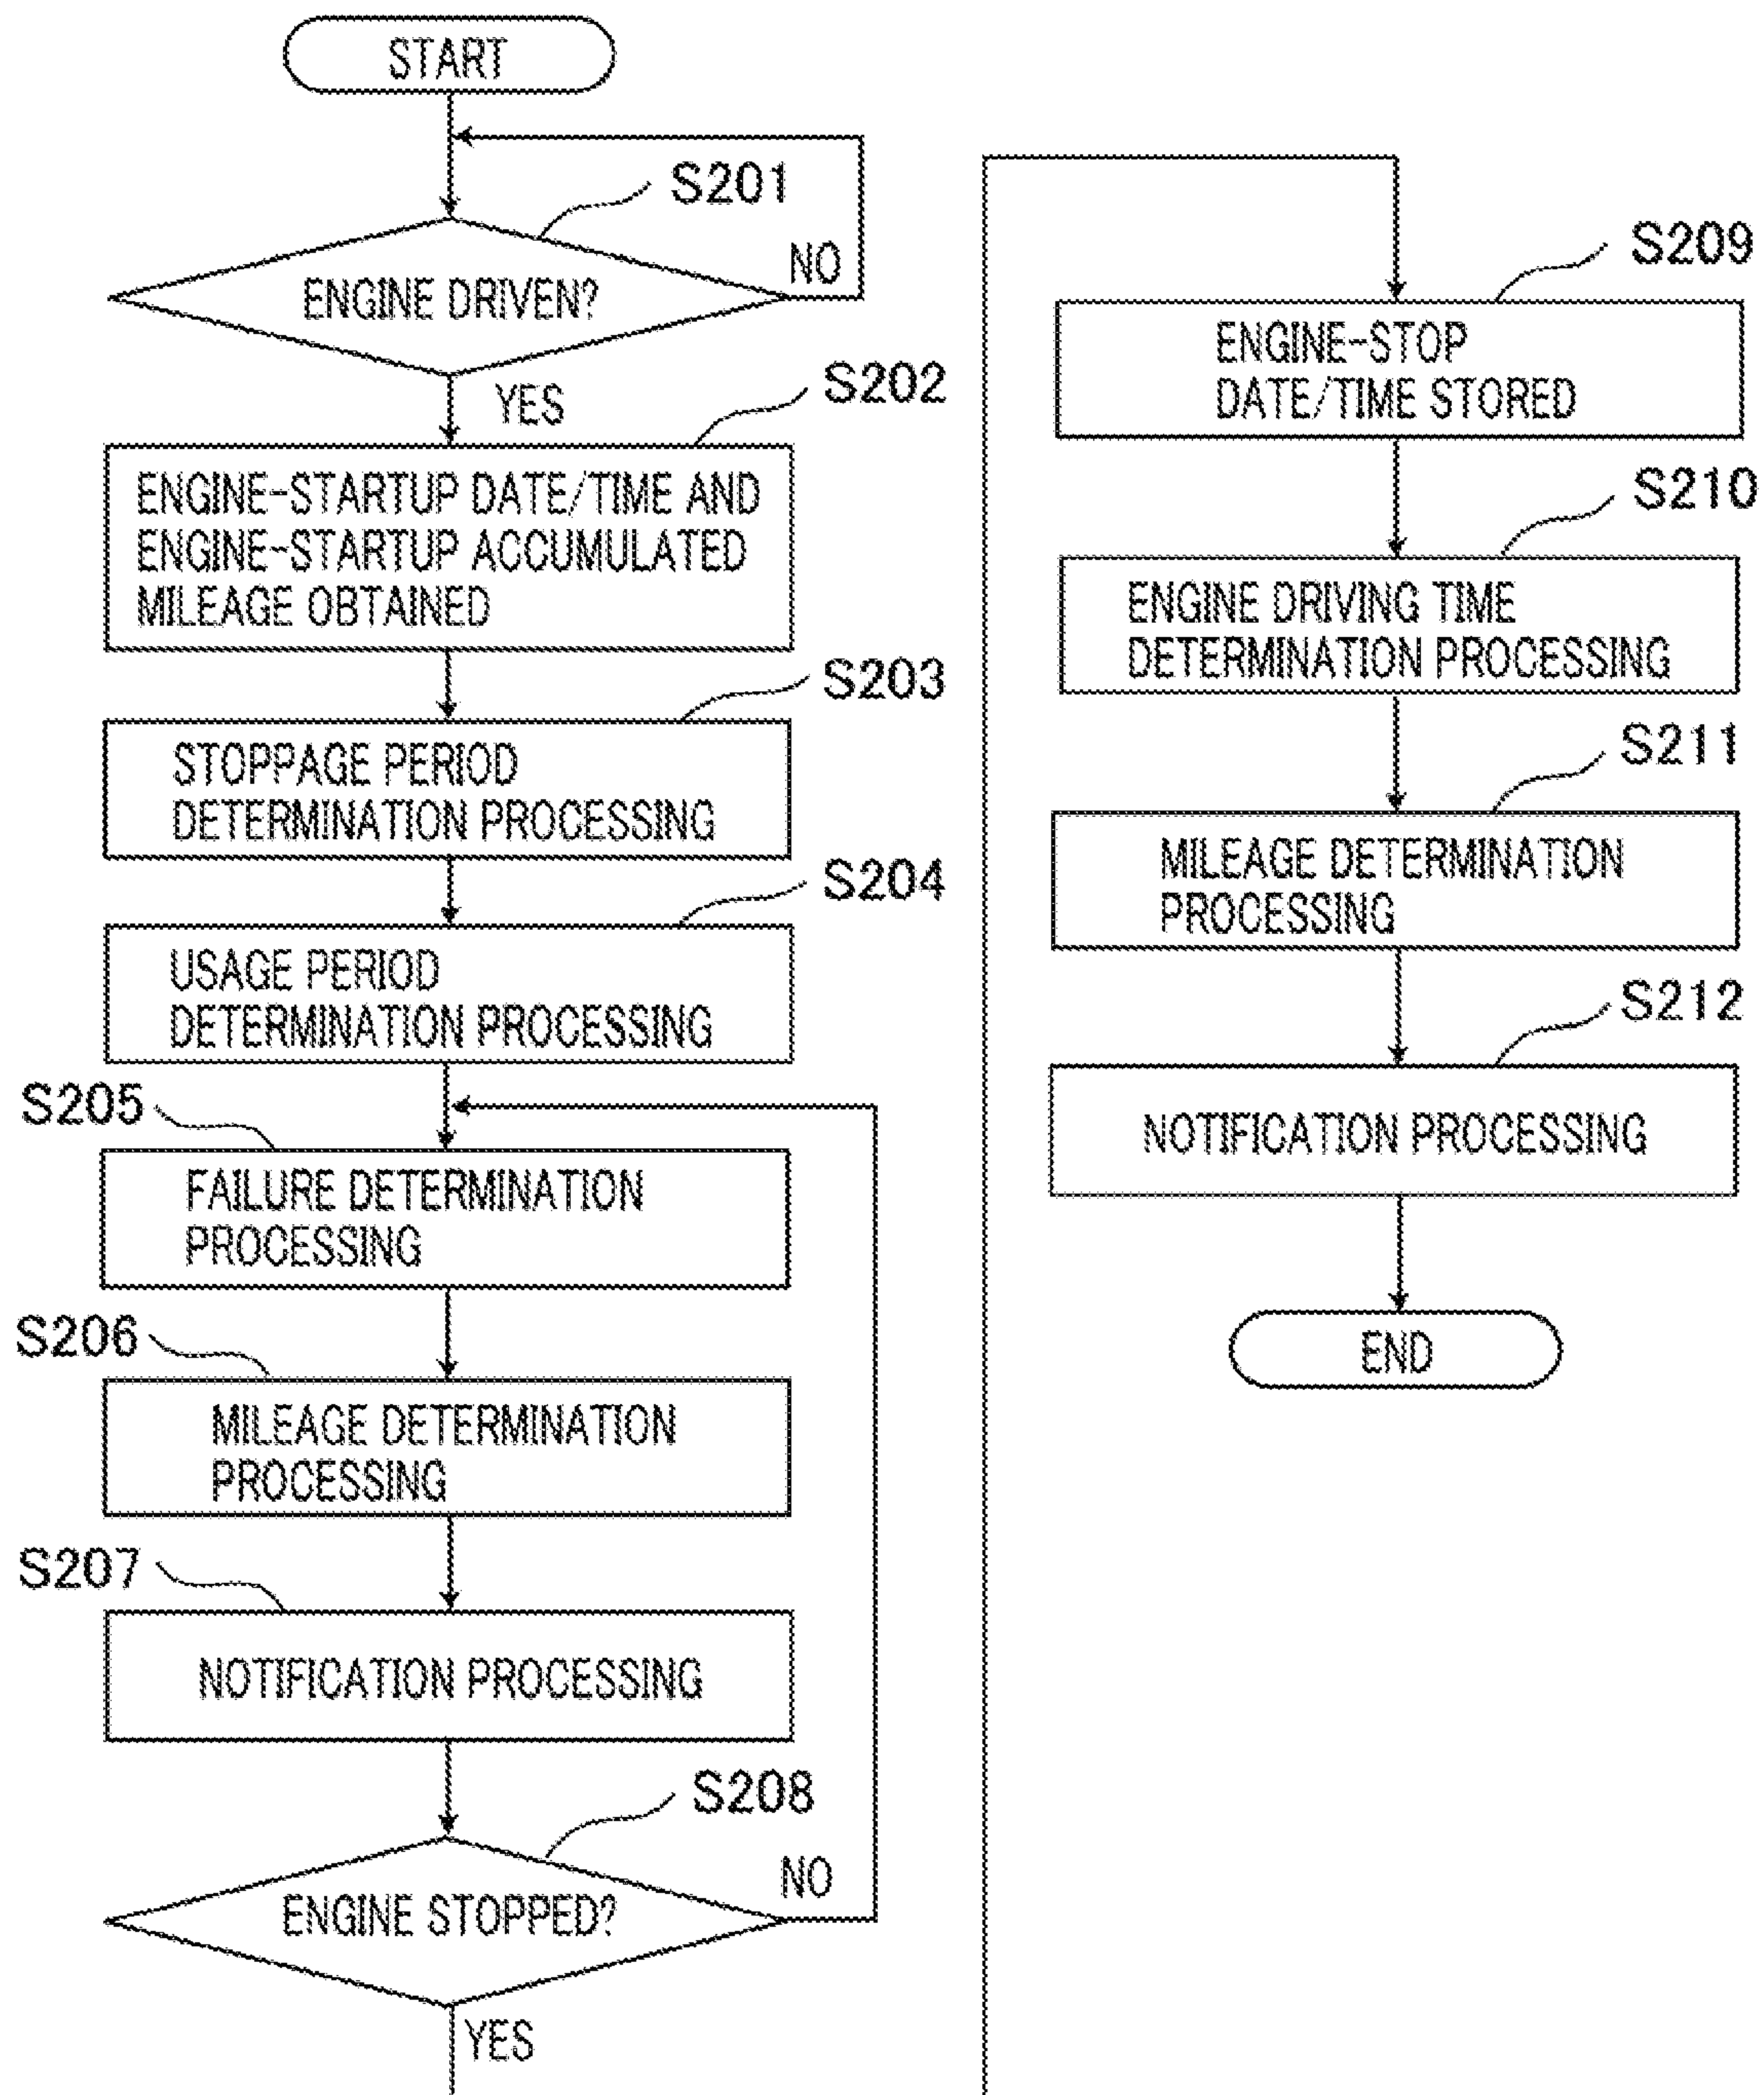 START
S201
ENGINE DRIVEN?
NO
YES
S202
ENGINE-STARTUP DATE/TIME AND
ENGINE-STARTUP ACCUMULATED
MILEAGE OBTAINED
S203
STOPPAGE PERIOD
DETERMINATION PROCESSING
S204
USAGE PERIOD
DETERMINATION PROCESSING
S205
FAILURE DETERMINATION
PROCESSING
S206
MILEAGE DETERMINATION
PROCESSING
S207
NOTIFICATION PROCESSING
S208
ENGINE STOPPED?
NO
YES
S209
ENGINE-STOP
DATE/TIME STORED
S210
ENGINE DRIVING TIME
DETERMINATION PROCESSING
S211
MILEAGE DETERMINATION
PROCESSING
S212
NOTIFICATION PROCESSING
END